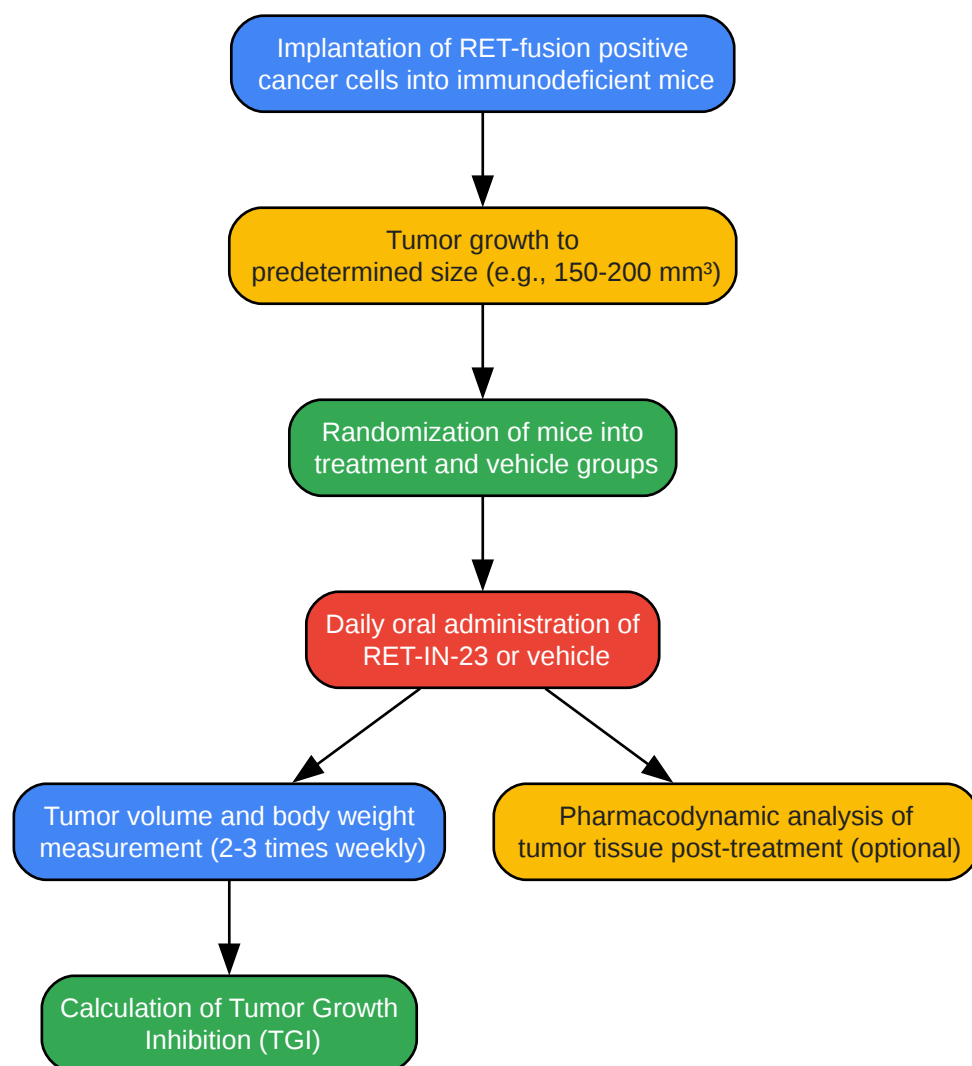 Implantation of RET-fusion positive
cancer cells into immunodeficient mice
Tumor growth to
predetermined size (e.g., 150-200 mm³)
Randomization of mice into
treatment and vehicle groups
Daily oral administration of
RET-IN-23 or vehicle
Tumor volume and body weight
measurement (2-3 times weekly)
Pharmacodynamic analysis of
tumor tissue post-treatment (optional)
Calculation of Tumor Growth
Inhibition (TGI)